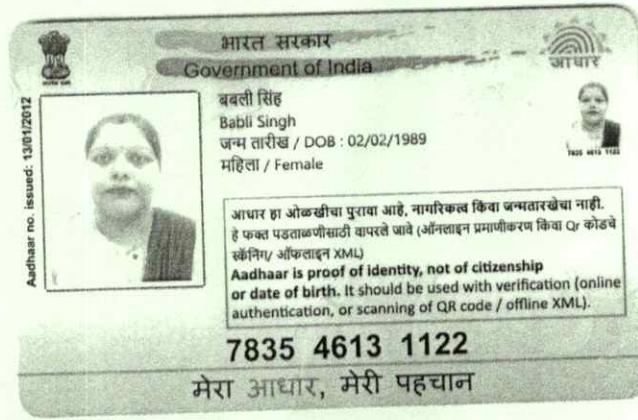 भारत सरकार
Government of India
आधार
Aadhaar no. issued: 13/01/2012
बबली सिंह
Babli Singh
जन्म तारीख / DOB : 02/02/1989
महिला / Female
7835 4613 1122
आधार हा ओळखीचा पुरावा आहे, नागरिकत्व किंवा जन्मतारखेचा नाही.
हे फक्त पडताळणीसाठी वापरले जावे (ऑनलाइन प्रमाणीकरण किंवा Qr कोडचे
स्कॅनिंग/ ऑफलाइन XML)
Aadhaar is proof of identity, not of citizenship
or date of birth. It should be used with verification (online
authentication, or scanning of QR code / offline XML).
7835 4613 1122
मेरा आधार, मेरी पहचान